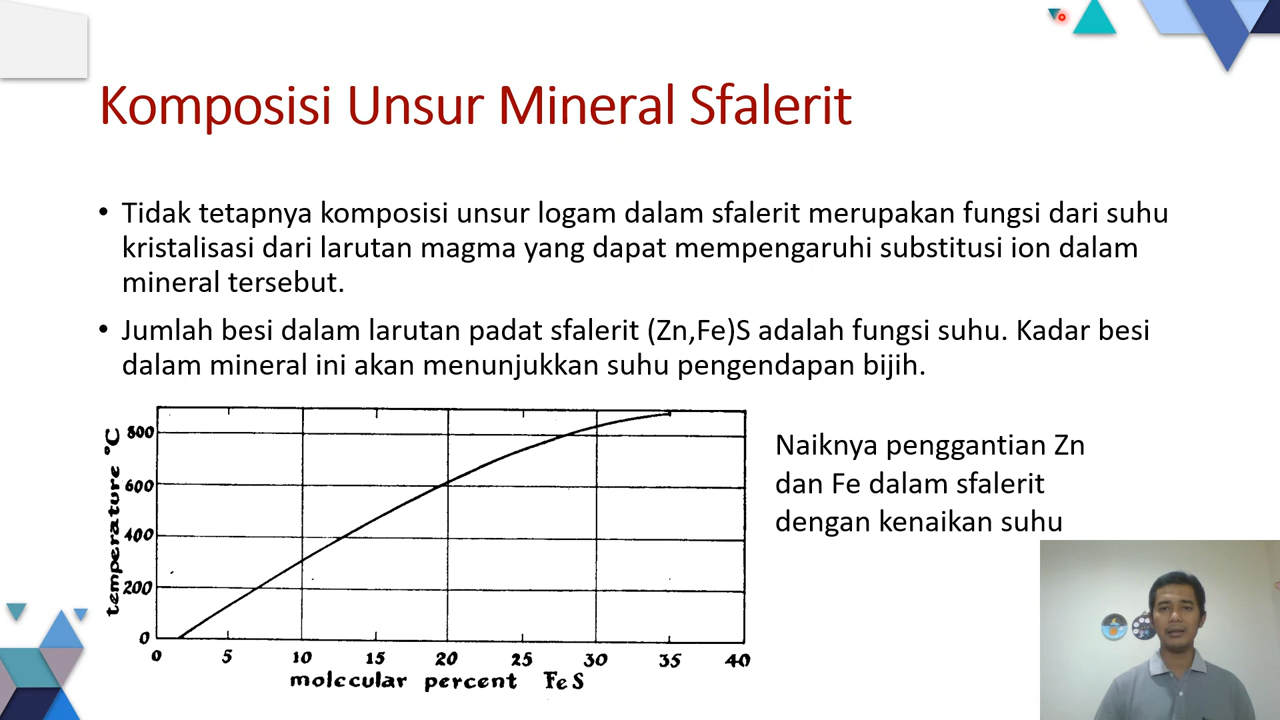 Komposisi Unsur Mineral Sfalerit
• Tidak tetapnya komposisi unsur logam dalam sfalerit merupakan fungsi dari suhu
kristalisasi dari larutan magma yang dapat mempengaruhi substitusi ion dalam
mineral tersebut.
• Jumlah besi dalam larutan padat sfalerit (Zn,Fe)S adalah fungsi suhu. Kadar besi
dalam mineral ini akan menunjukkan suhu pengendapan bijih.
temperature °C
800
600
400
200
0
0 5 10 15 20 25 30 35 40
molecular percent FeS
Naiknya penggantian Zn
dan Fe dalam sfalerit
dengan kenaikan suhu